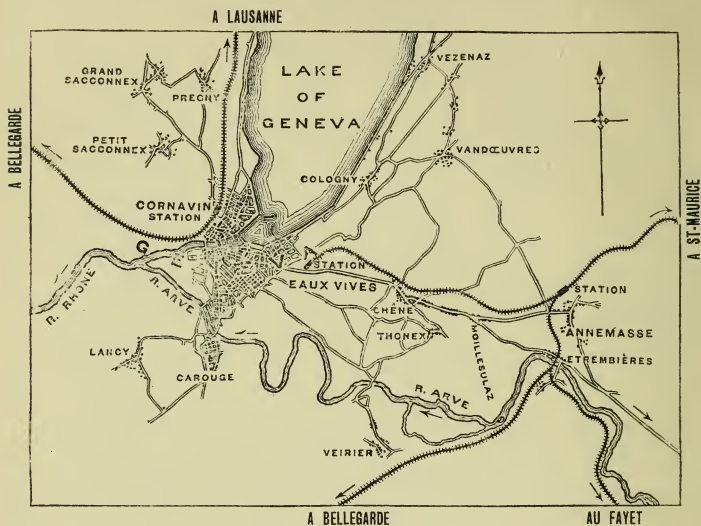 A LAUSANNE
A BELLEGARDE
GRAND
SACCONNEX
PREGNY
PETIT
SACCONNEX
LAKE
OF
GENEVA
VEZENAZ
VANDŒUVRES
COLOGNY
CORNAVIN
STATION
A ST-MAURICE
STATION
EAUX VIVES
R. RHÔNE
R. ARVE
CHÊNE
THONEX
MOILLESULAZ
STATION
ANNEMASSE
ETREMBIÈRES
LANCY
CAROUGE
R. ARVE
VEIRIER
A BELLEGARDE
AU FAYET